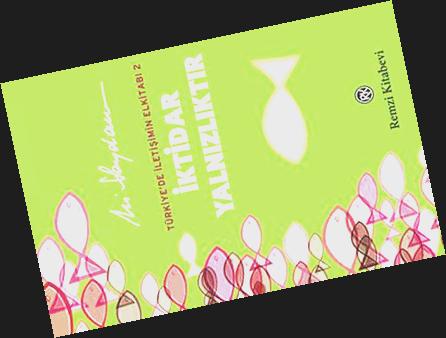 TÜRKİYE'DE İLETİŞİMİN ELKİTABI 2
İKTİDAR
YALNIZLIKTIR
Remzi Kitabevi